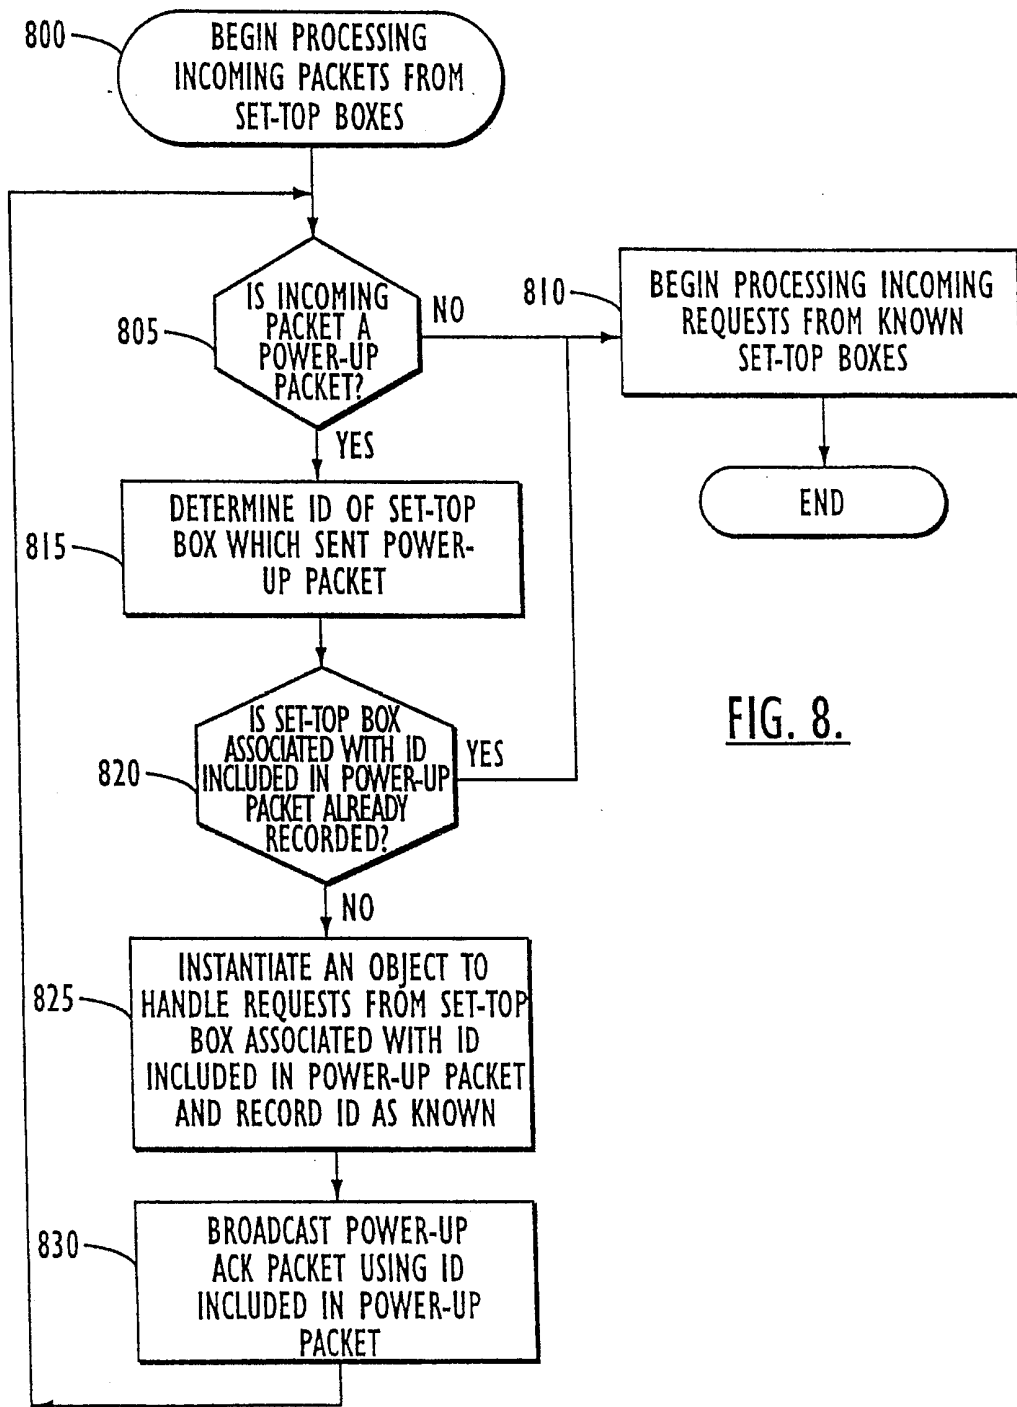 800
BEGIN PROCESSING
INCOMING PACKETS FROM
SET-TOP BOXES
805
IS INCOMING
PACKET A
POWER-UP
PACKET?
NO
810
BEGIN PROCESSING INCOMING
REQUESTS FROM KNOWN
SET-TOP BOXES
END
YES
815
DETERMINE ID OF SET-TOP
BOX WHICH SENT POWER-
UP PACKET
820
IS SET-TOP BOX
ASSOCIATED WITH ID
INCLUDED IN POWER-UP
PACKET ALREADY
RECORDED?
YES
NO
FIG. 8.
825
INSTANTIATE AN OBJECT TO
HANDLE REQUESTS FROM SET-TOP
BOX ASSOCIATED WITH ID
INCLUDED IN POWER-UP PACKET
AND RECORD ID AS KNOWN
830
BROADCAST POWER-UP
ACK PACKET USING ID
INCLUDED IN POWER-UP
PACKET